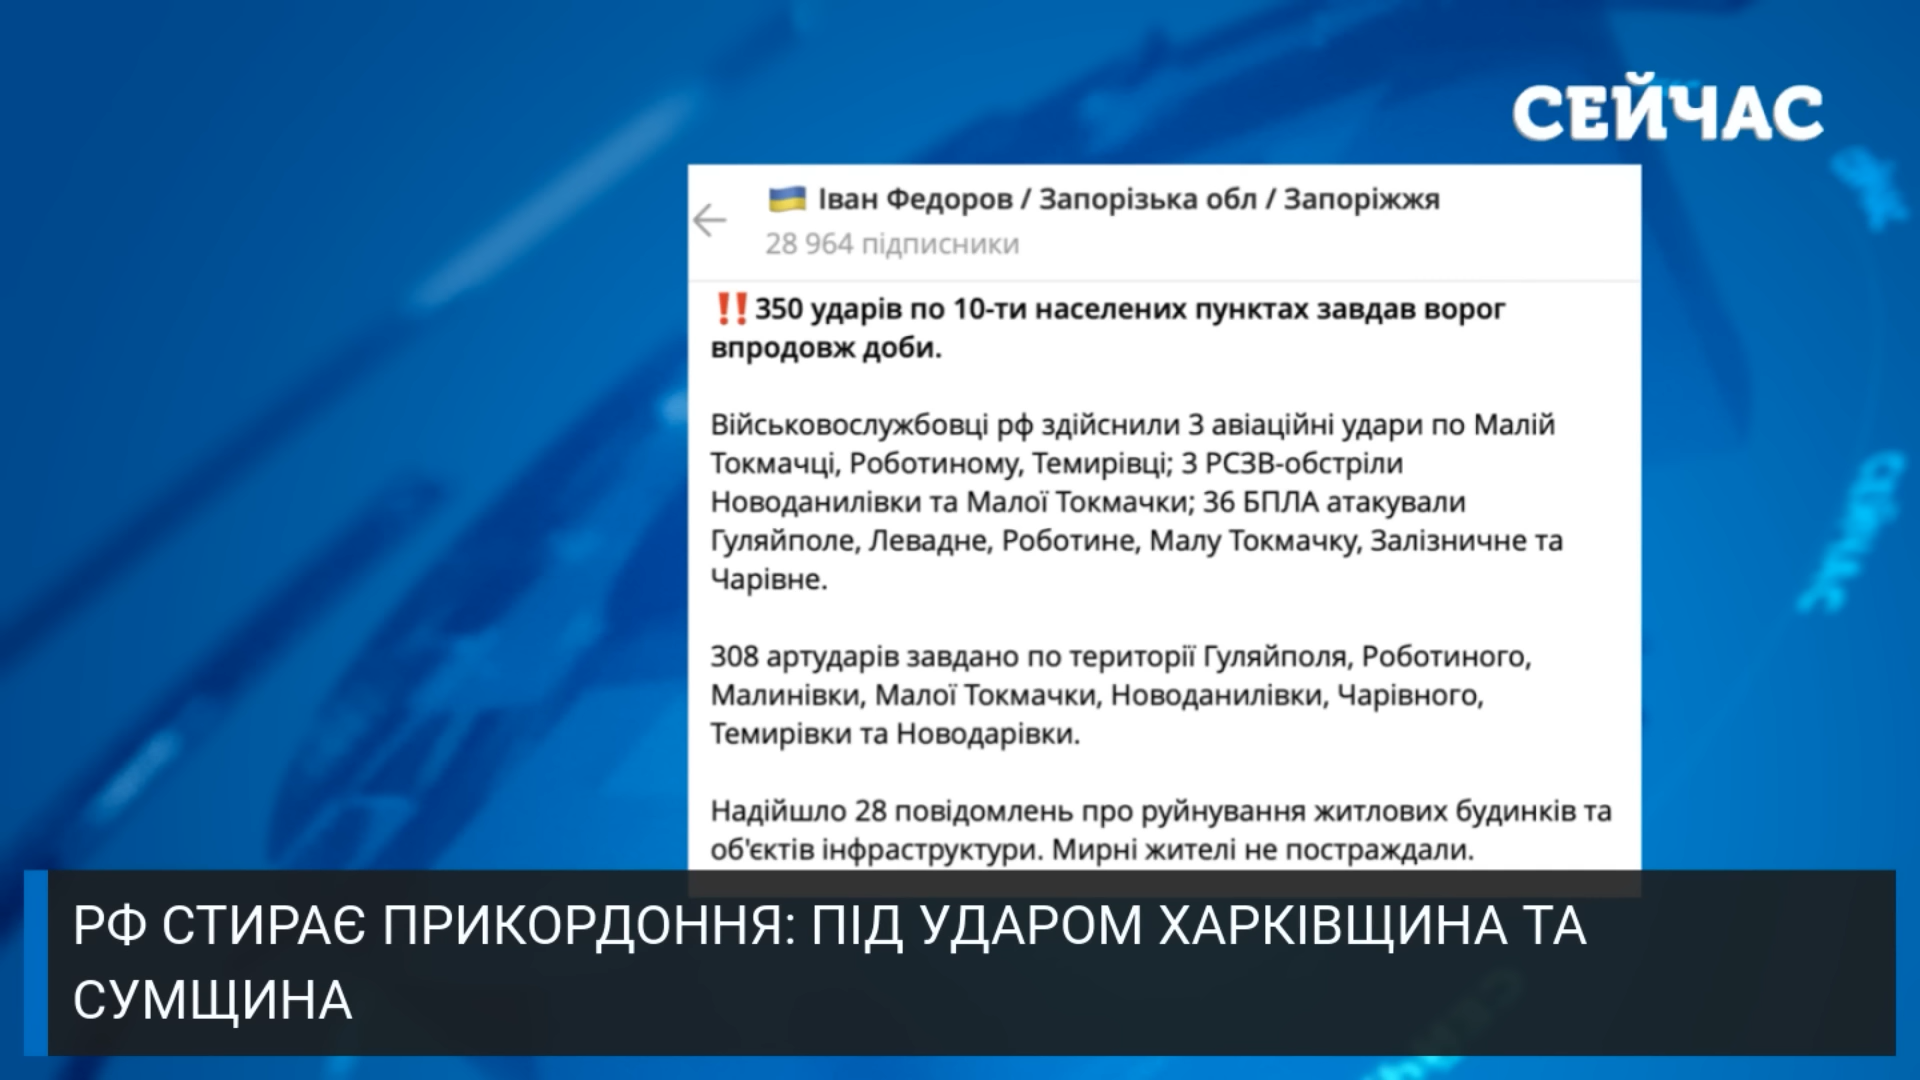 СЕЙЧАС
Іван Федоров / Запорізька обл / Запоріжжя
28 964 підписники
‼️350 ударів по 10-ти населених пунктах завдав ворог
впродовж доби.
Військовослужбовці рф здійснили 3 авіаційні удари по Малій
Токмачці, Роботиному, Темирівці; 3 РСЗВ-обстріли
Новоданилівки та Малої Токмачки; 36 БПЛА атакували
Гуляйполе, Левадне, Роботине, Малу Токмачку, Залізничне та
Чарівне.
308 артударів завдано по території Гуляйполя, Роботиного,
Малинівки, Малої Токмачки, Новоданилівки, Чарівного,
Темирівки та Новодарівки.
Надійшло 28 повідомлень про руйнування житлових будинків та
об'єктів інфраструктури. Мирні жителі не постраждали.
РФ СТИРАЄ ПРИКОРДОННЯ: ПІД УДАРОМ ХАРКІВЩИНА ТА
СУМЩИНА